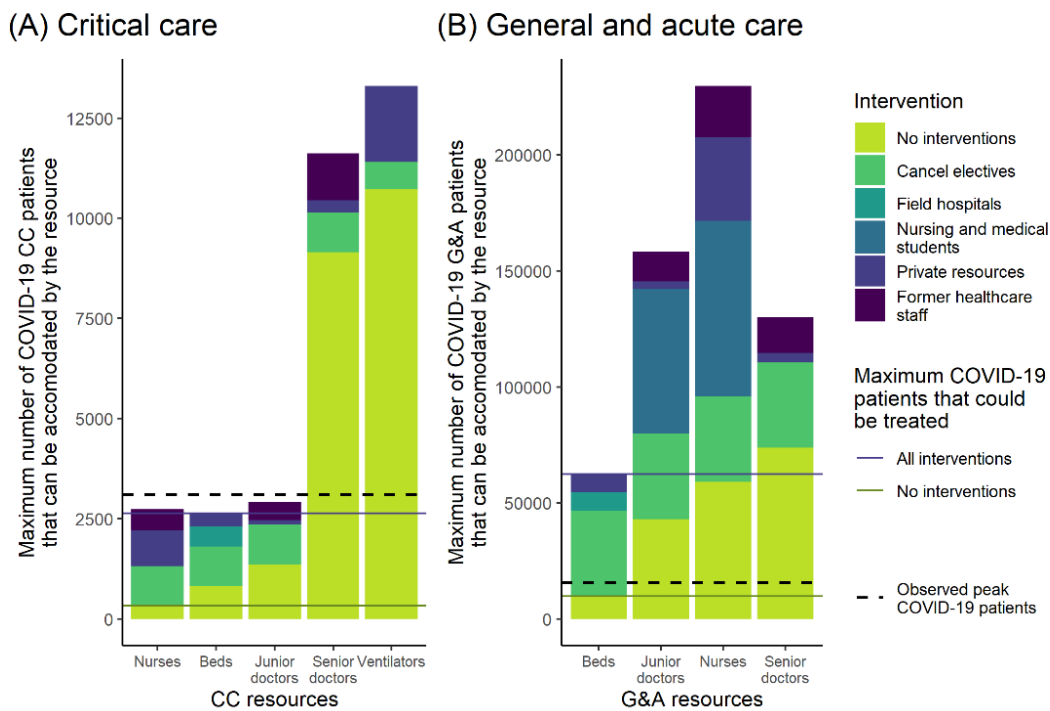 (A) Critical care
Maximum number of COVID-19 CC patients
that can be accomodated by the resource
12500
10000
7500
5000
2500
0
Nurses
Beds
Junior
doctors
Senior
doctors
Ventilators
CC resources
(B) General and acute care
Maximum number of COVID-19 G&A patients
that can be accomodated by the resource
200000
150000
100000
50000
0
Beds
Junior
doctors
Nurses
Senior
doctors
G&A resources
Intervention
No interventions
Cancel electives
Field hospitals
Nursing and medical
students
Private resources
Former healthcare
staff
Maximum COVID-19
patients that could
be treated
All interventions
No interventions
Observed peak
COVID-19 patients